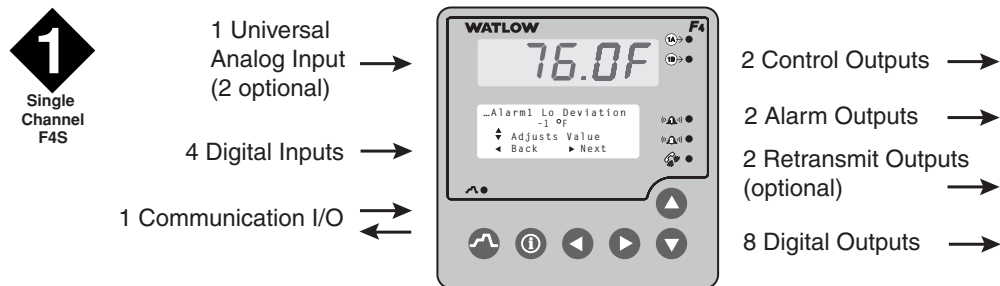 1
Single
Channel
F4S
1 Universal
Analog Input
(2 optional)
4 Digital Inputs
1 Communication I/O
WATLOW
F4
76.0F
1A
1B
…Alarm1 Lo Deviation
-1 °F
Adjusts Value
Back Next
2 Control Outputs
2 Alarm Outputs
2 Retransmit Outputs
(optional)
8 Digital Outputs